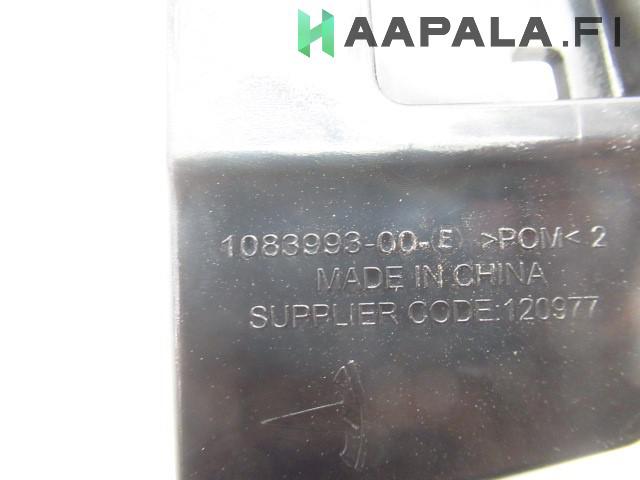 HAAPALA.FI
1083993-00-(E) >POM< 2
MADE IN CHINA
SUPPLIER CODE:120977